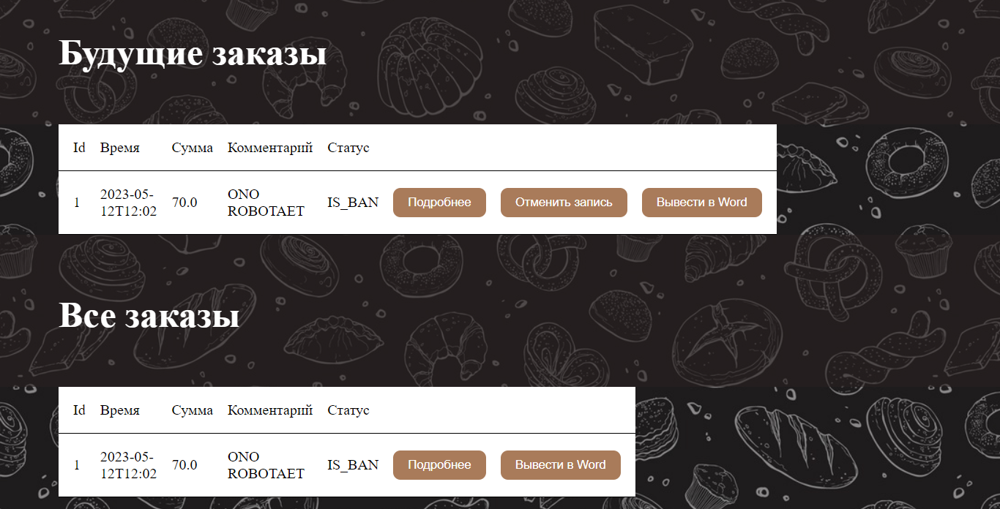 Будущие заказы
Id Время Сумма Комментарий Статус
1 2023-05-12T12:02 70.0 ONO ROBOTAET IS_BAN Подробнее Отменить запись Вывести в Word
Все заказы
Id Время Сумма Комментарий Статус
1 2023-05-12T12:02 70.0 ONO ROBOTAET IS_BAN Подробнее Вывести в Word